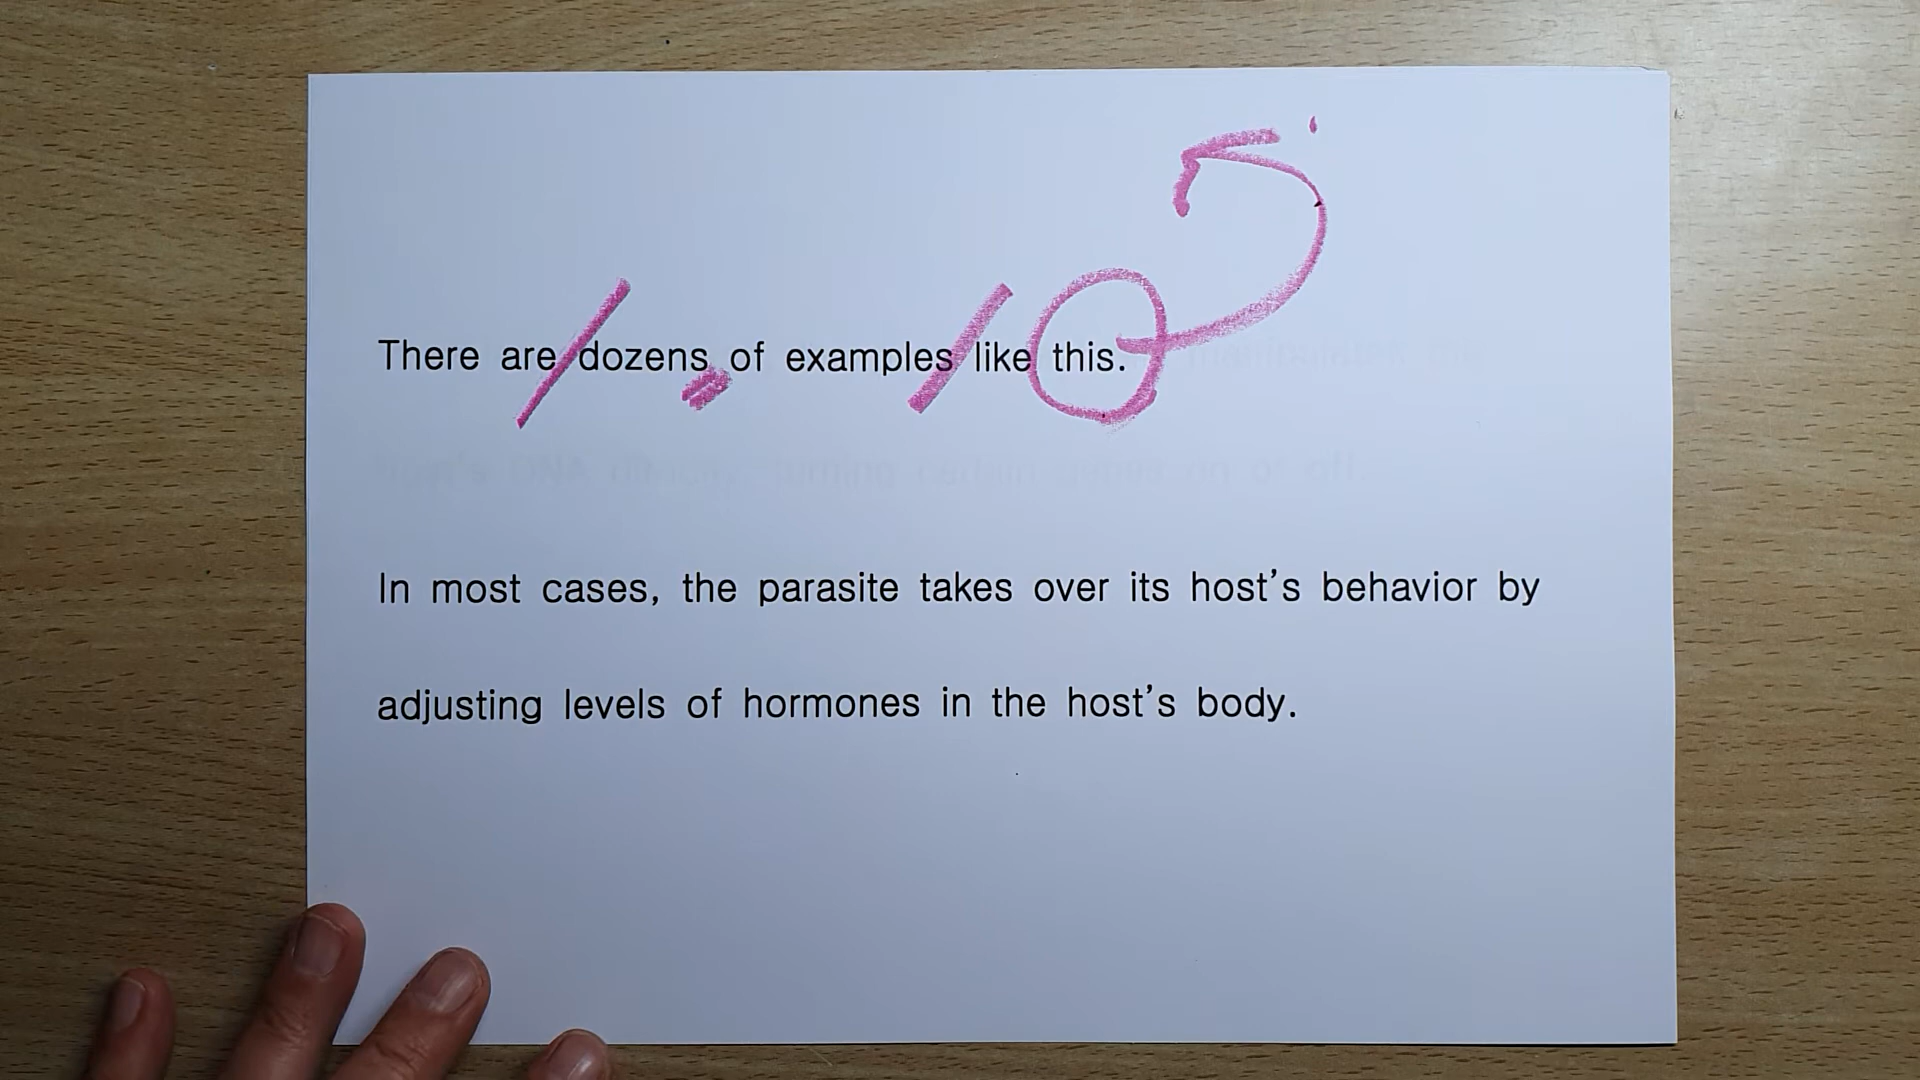 There are dozens of examples like this.
In most cases, the parasite takes over its host's behavior by
adjusting levels of hormones in the host's body.